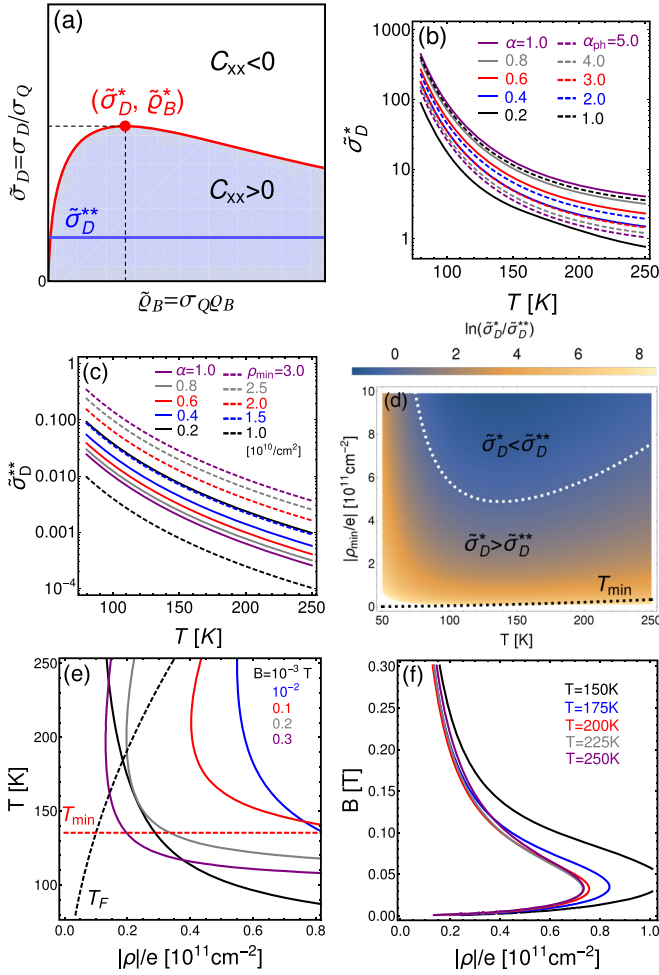 (a)
C_xx<0
(σ̃*_D, ϱ̃*_B)
C_xx>0
σ̃**_D
σ̃_D=σ_D/σ_Q
0
ϱ̃_B=σ_Qϱ_B
(b)
α=1.0 α_ph=5.0
0.8 4.0
0.6 3.0
0.4 2.0
0.2 1.0
1000
100
10
1
σ̃*_D
100 150 200 250
T [K]
(c)
α=1.0 ρ_min=3.0
0.8 2.5
0.6 2.0
0.4 1.5
0.2 1.0
[10^10/cm^2]
1
0.100
0.010
0.001
10^-4
σ̃**_D
100 150 200 250
T [K]
ln(σ̃*_D/σ̃**_D)
0 2 4 6 8
(d)
σ̃*_D<σ̃**_D
σ̃*_D>σ̃**_D
T_min
10
8
6
4
2
0
|ρ_min/e| [10^11cm^-2]
50 100 150 200 250
T [K]
(e)
B=10^-3 T
10^-2
0.1
0.2
0.3
T_min
T_F
250
200
150
100
T [K]
0.0 0.2 0.4 0.6 0.8
|ρ|/e [10^11cm^-2]
(f)
T=150K
T=175K
T=200K
T=225K
T=250K
0.30
0.20
0.10
0.05
0.00
B [T]
0.0 0.2 0.4 0.6 0.8 1.0
|ρ|/e [10^11cm^-2]